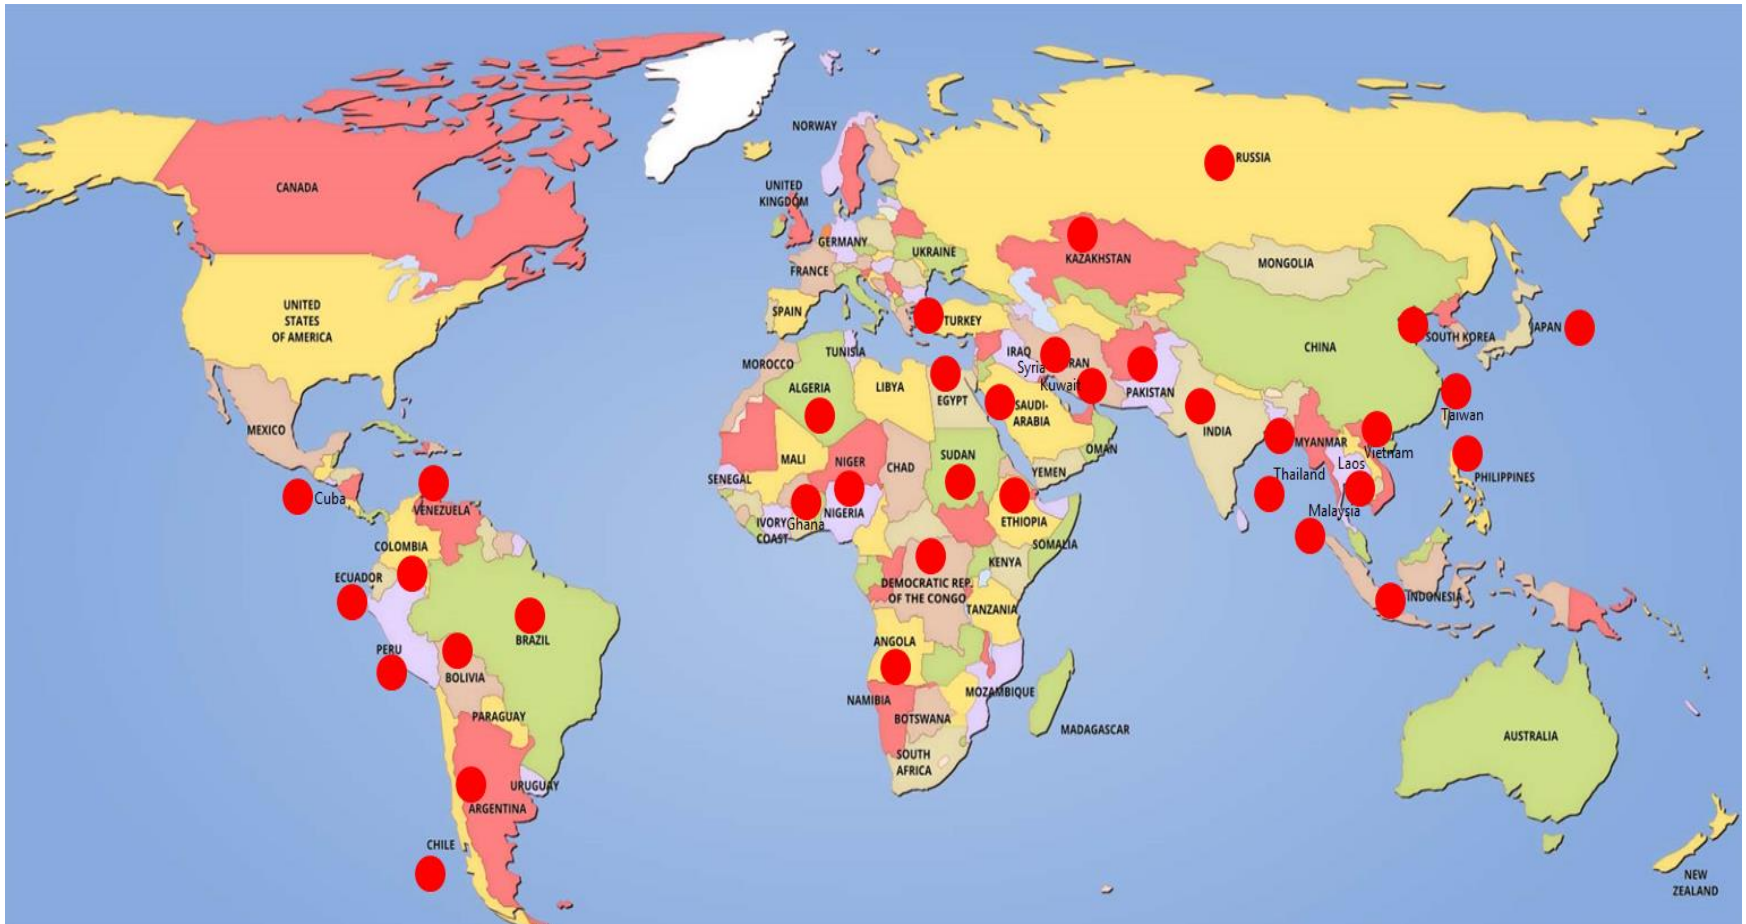 NORWAY
RUSSIA
CANADA
UNITED
KINGDOM
GERMANY
UKRAINE
FRANCE
KAZAKHSTAN
MONGOLIA
UNITED
STATES
OF AMERICA
SPAIN
TURKEY
JAPAN
SOUTH KOREA
CHINA
TUNISIA
IRAQ
MOROCCO
Syria
RAN
ALGERIA
LIBYA
Kuwait
EGYPT
PAKISTAN
SAUDI-
ARABIA
Taiwan
MEXICO
INDIA
MYANMAR
OMAN
Vietnam
MALI
NIGER
CHAD
SUDAN
Laos
YEMEN
Thailand
PHILIPPINES
SENEGAL
Cuba
VENEZUELA
NIGERIA
Malaysia
IVORY
COAST
Ghana
ETHIOPIA
COLOMBIA
SOMALIA
KENYA
ECUADOR
DEMOCRATIC REP.
OF THE CONGO
INDONESIA
TANZANIA
BRAZIL
ANGOLA
PERU
BOLIVIA
MOZAMBIQUE
NAMIBIA
PARAGUAY
BOTSWANA
MADAGASCAR
AUSTRALIA
SOUTH
AFRICA
URUGUAY
ARGENTINA
CHILE
NEW
ZEALAND